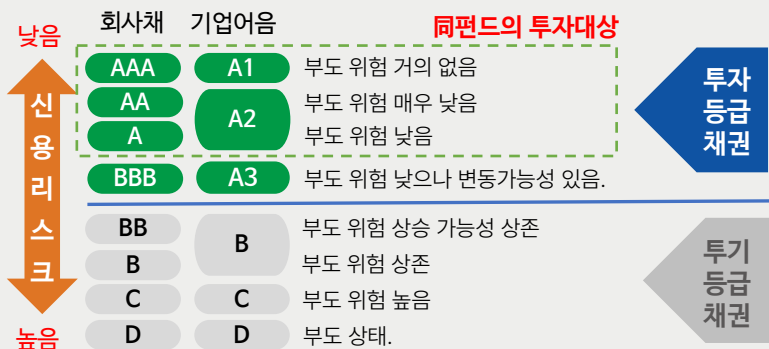 회사채 기업어음 同펀드의 투자대상
낮음
AAA A1 부도 위험 거의 없음
AA A2 부도 위험 매우 낮음
A 부도 위험 낮음
BBB A3 부도 위험 낮으나 변동가능성 있음.
BB B 부도 위험 상승 가능성 상존
B 부도 위험 상존
C C 부도 위험 높음
D D 부도 상태.
높음
신
용
리
스
크
투자
등급
채권
투기
등급
채권